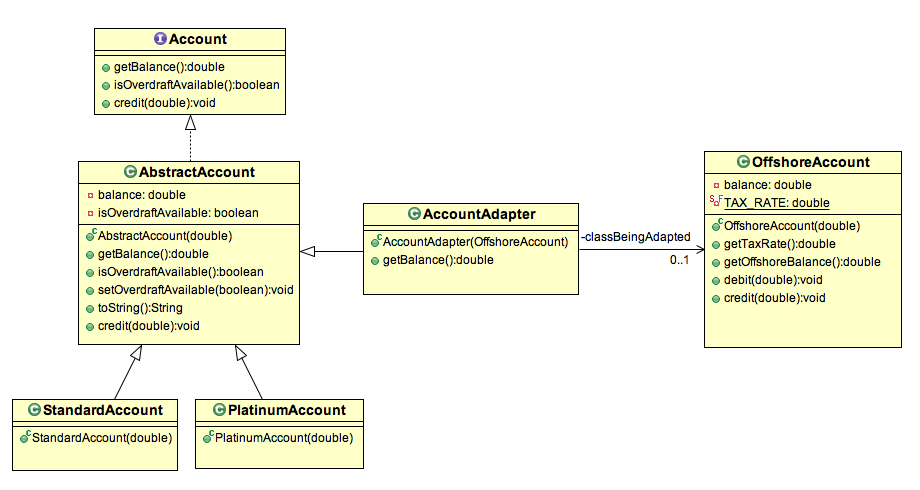 Account
getBalance():double
isOverdraftAvailable():boolean
credit(double):void
AbstractAccount
balance: double
isOverdraftAvailable: boolean
AbstractAccount(double)
getBalance():double
isOverdraftAvailable():boolean
setOverdraftAvailable(boolean):void
toString():String
credit(double):void
AccountAdapter
AccountAdapter(OffshoreAccount)
getBalance():double
-classBeingAdapted
0..1
OffshoreAccount
balance: double
TAX_RATE: double
OffshoreAccount(double)
getTaxRate():double
getOffshoreBalance():double
debit(double):void
credit(double):void
StandardAccount
StandardAccount(double)
PlatinumAccount
PlatinumAccount(double)